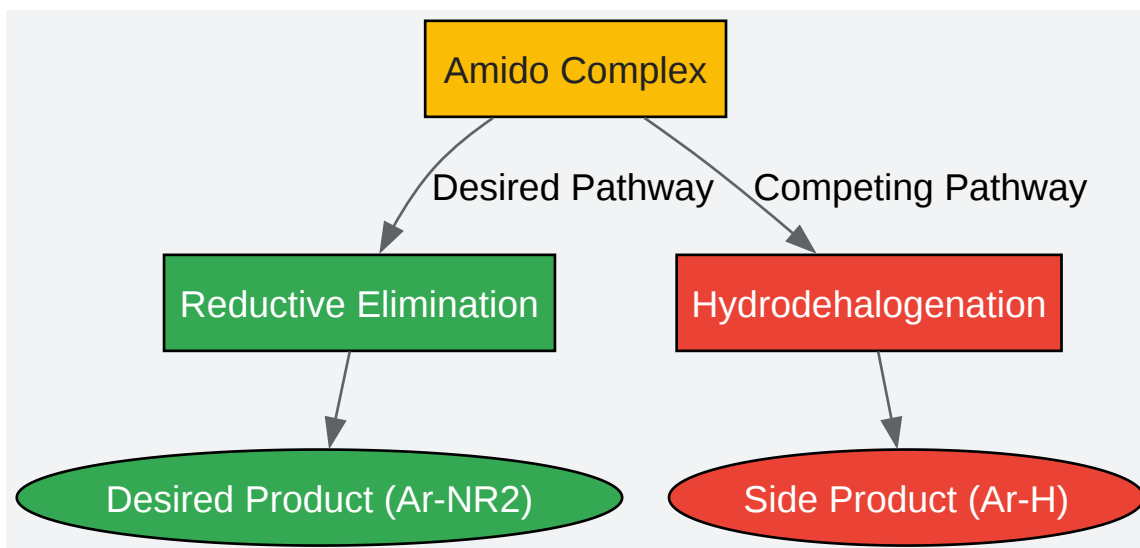 Amido Complex
Desired Pathway
Competing Pathway
Reductive Elimination
Hydrodehalogenation
Desired Product (Ar-NR2)
Side Product (Ar-H)